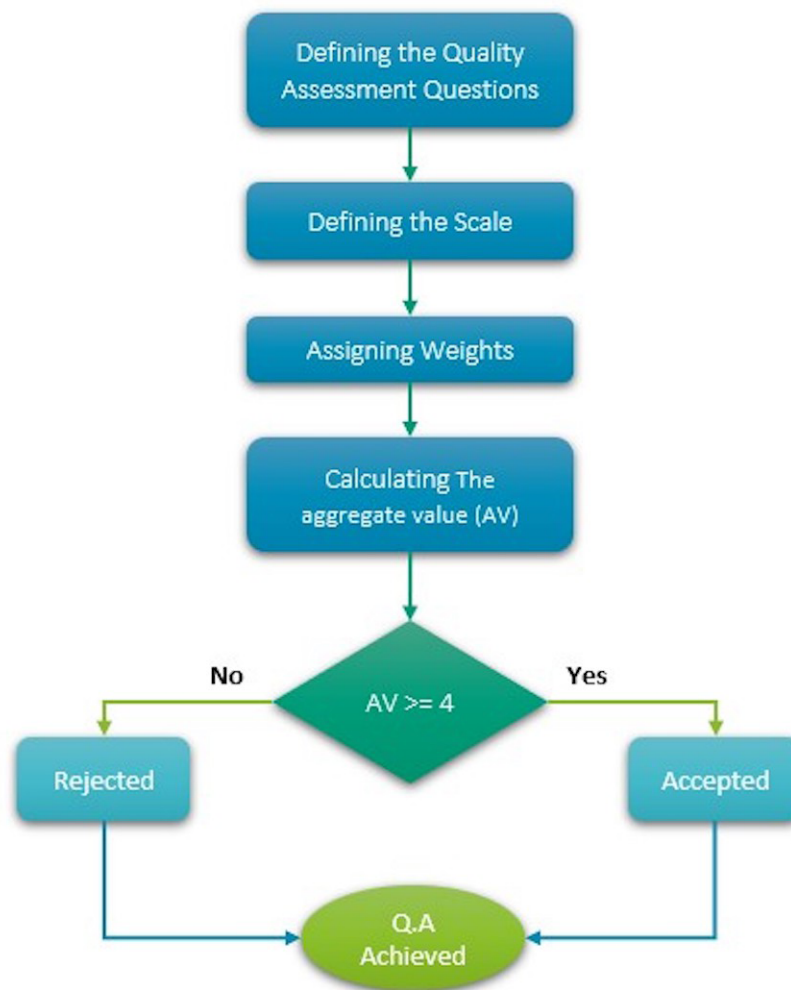 Defining the Quality
Assessment Questions
Defining the Scale
Assigning Weights
Calculating The
aggregate value (AV)
AV >= 4
No
Yes
Rejected
Accepted
Q.A
Achieved